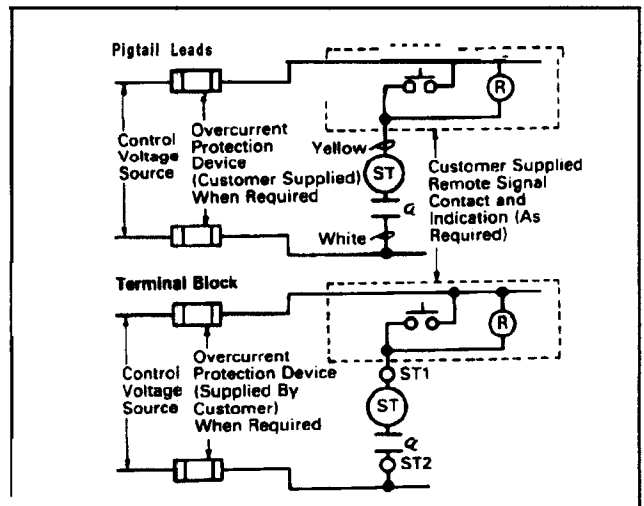 Pigtail Leads
R
Control
Voltage
Source
Overcurrent
Protection
Device
(Customer Supplied)
When Required
Yellow
ST
a
White
Customer Supplied
Remote Signal
Contact and
Indication (As
Required)
Terminal Block
R
Control
Voltage
Source
Overcurrent
Protection Device
(Supplied By
Customer)
When Required
ST1
ST
a
ST2